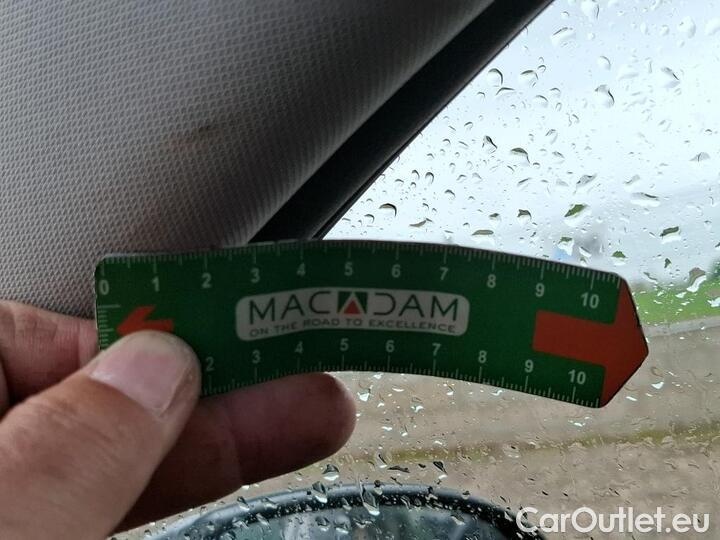 0 1 2 3 4 5 6 7 8 9 10
MACADAM
ON THE ROAD TO EXCELLENCE
2 3 4 5 6 7 8 9 10
CarOutlet.eu